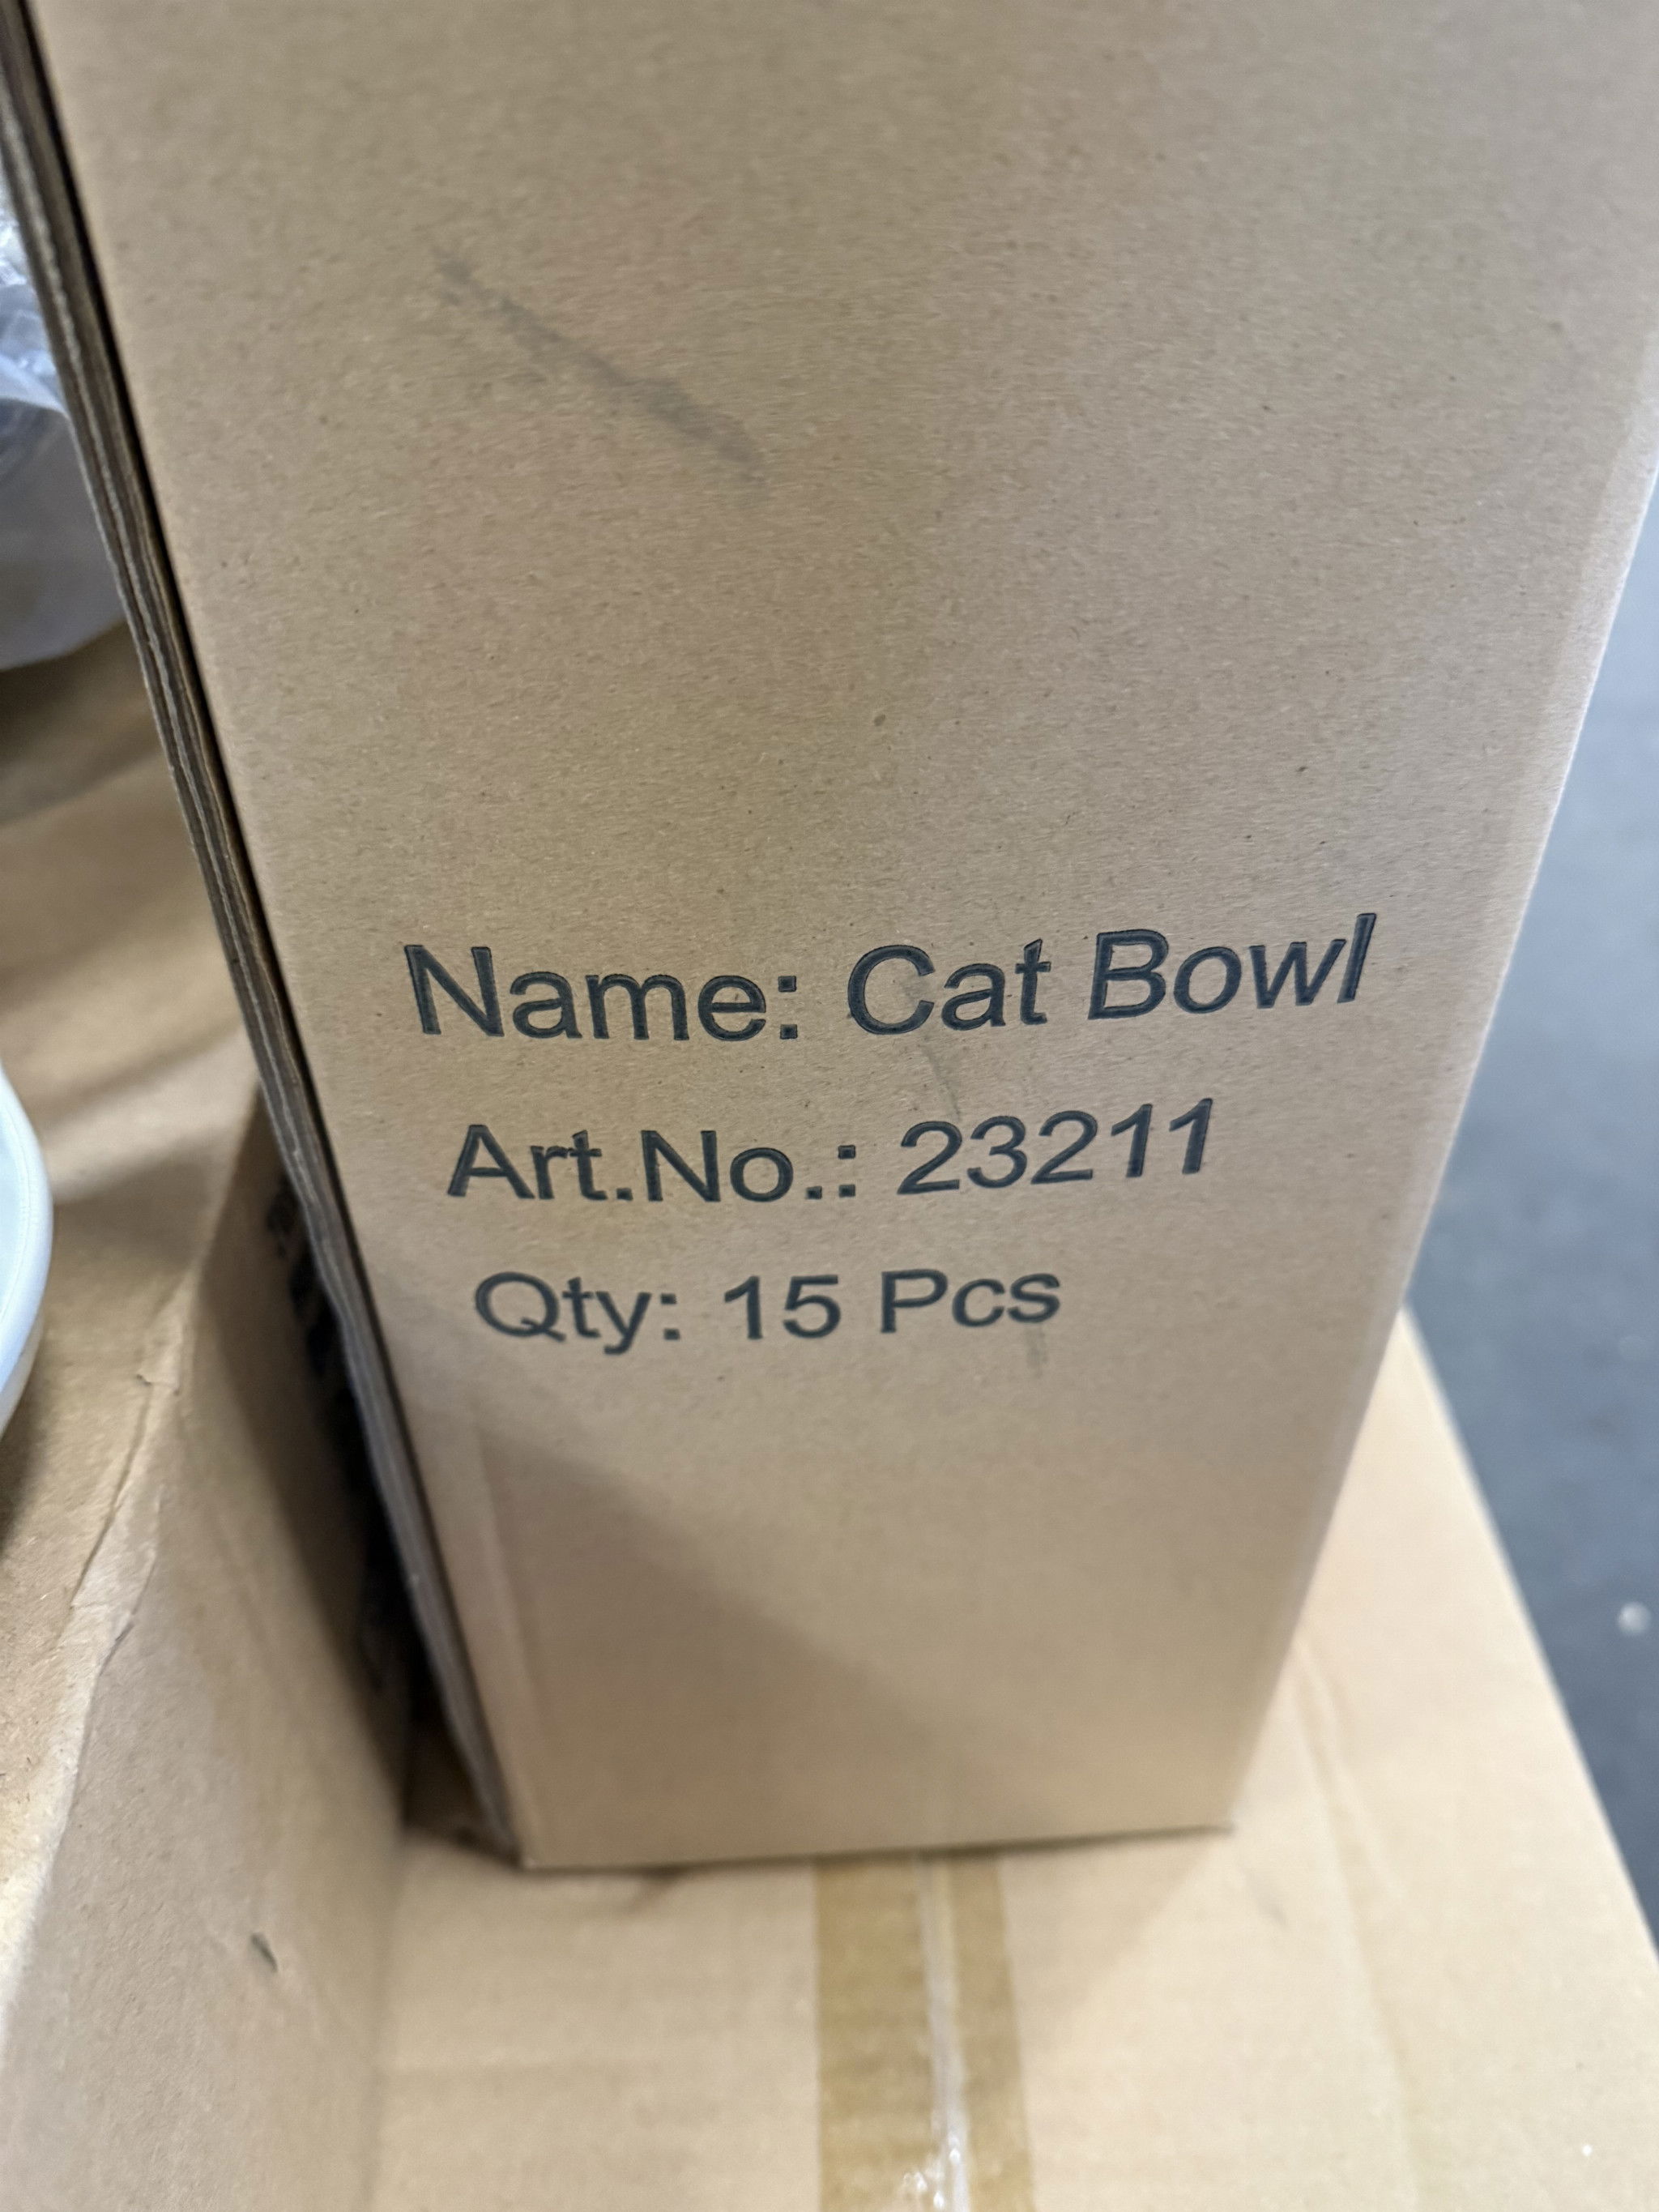 Name: Cat Bowl
Art.No.: 23211
Qty: 15 Pcs